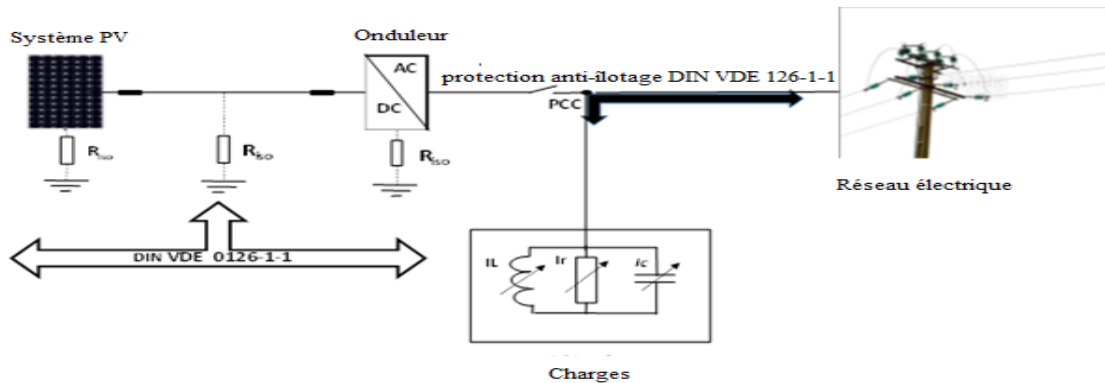 Système PV
Onduleur
AC
DC
protection anti-ilotage DIN VDE 126-1-1
PCC
Riso
Riso
Riso
Réseau électrique
DIN VDE 0126-1-1
IL
Ir
ic
Charges